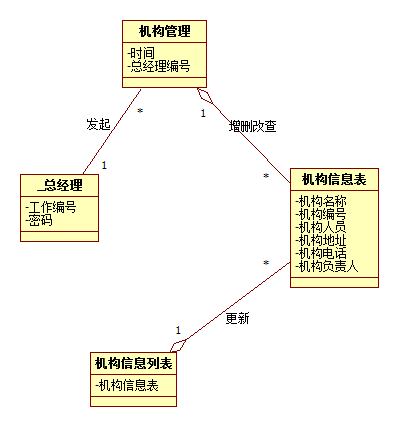 机构管理
-时间
-总经理编号
发起
*
1
1
增删改查
*
_总经理
-工作编号
-密码
机构信息表
-机构名称
-机构编号
-机构人员
-机构地址
-机构电话
-机构负责人
*
更新
1
机构信息列表
-机构信息表